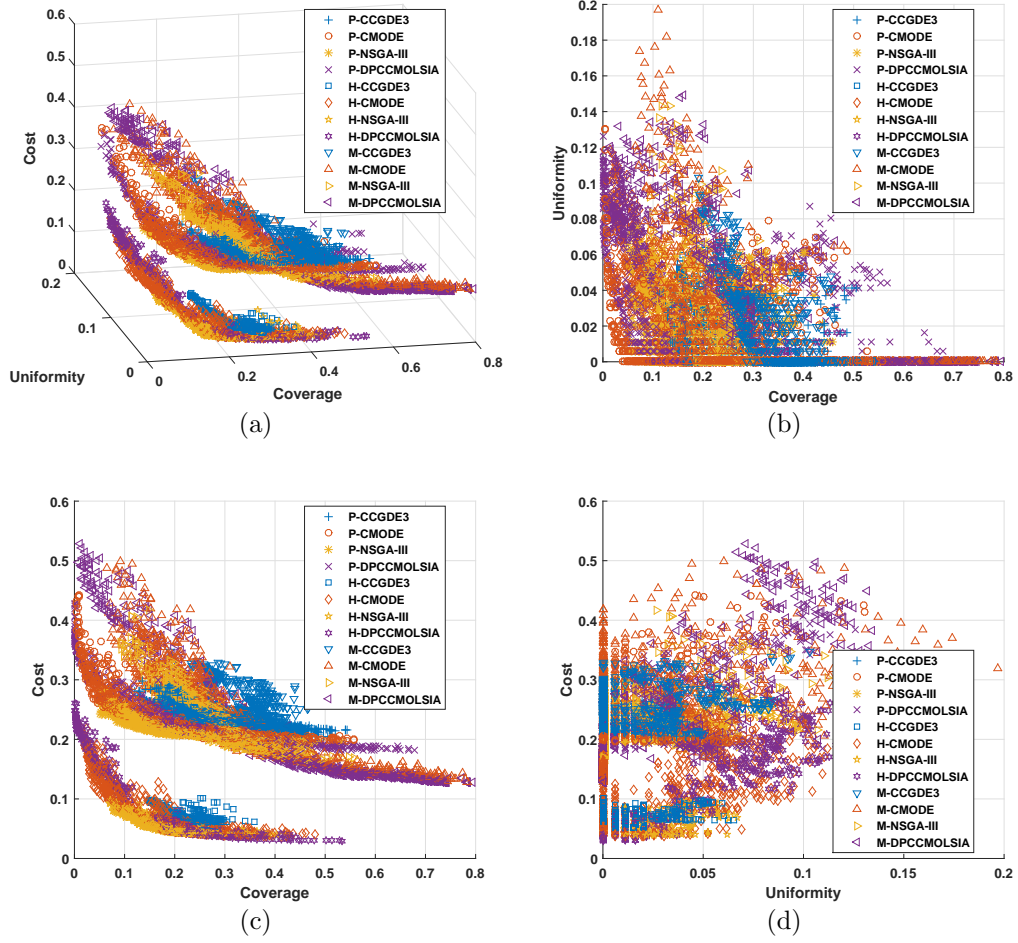 0.6
0.5
0.4
0.3
0.2
0.1
0
Cost
0.2
0.1
0
Uniformity
0
0.2
0.4
0.6
0.8
Coverage
P-CCGDE3
P-CMODE
P-NSGA-III
P-DPCCMOLSIA
H-CCGDE3
H-CMODE
H-NSGA-III
H-DPCCMOLSIA
M-CCGDE3
M-CMODE
M-NSGA-III
M-DPCCMOLSIA
(a)
0.2
0.18
0.16
0.14
0.12
0.1
0.08
0.06
0.04
0.02
0
Uniformity
0
0.1
0.2
0.3
0.4
0.5
0.6
0.7
0.8
Coverage
P-CCGDE3
P-CMODE
P-NSGA-III
P-DPCCMOLSIA
H-CCGDE3
H-CMODE
H-NSGA-III
H-DPCCMOLSIA
M-CCGDE3
M-CMODE
M-NSGA-III
M-DPCCMOLSIA
(b)
0.6
0.5
0.4
0.3
0.2
0.1
0
Cost
0
0.1
0.2
0.3
0.4
0.5
0.6
0.7
0.8
Coverage
P-CCGDE3
P-CMODE
P-NSGA-III
P-DPCCMOLSIA
H-CCGDE3
H-CMODE
H-NSGA-III
H-DPCCMOLSIA
M-CCGDE3
M-CMODE
M-NSGA-III
M-DPCCMOLSIA
(c)
0.6
0.5
0.4
0.3
0.2
0.1
0
Cost
0
0.05
0.1
0.15
0.2
Uniformity
P-CCGDE3
P-CMODE
P-NSGA-III
P-DPCCMOLSIA
H-CCGDE3
H-CMODE
H-NSGA-III
H-DPCCMOLSIA
M-CCGDE3
M-CMODE
M-NSGA-III
M-DPCCMOLSIA
(d)